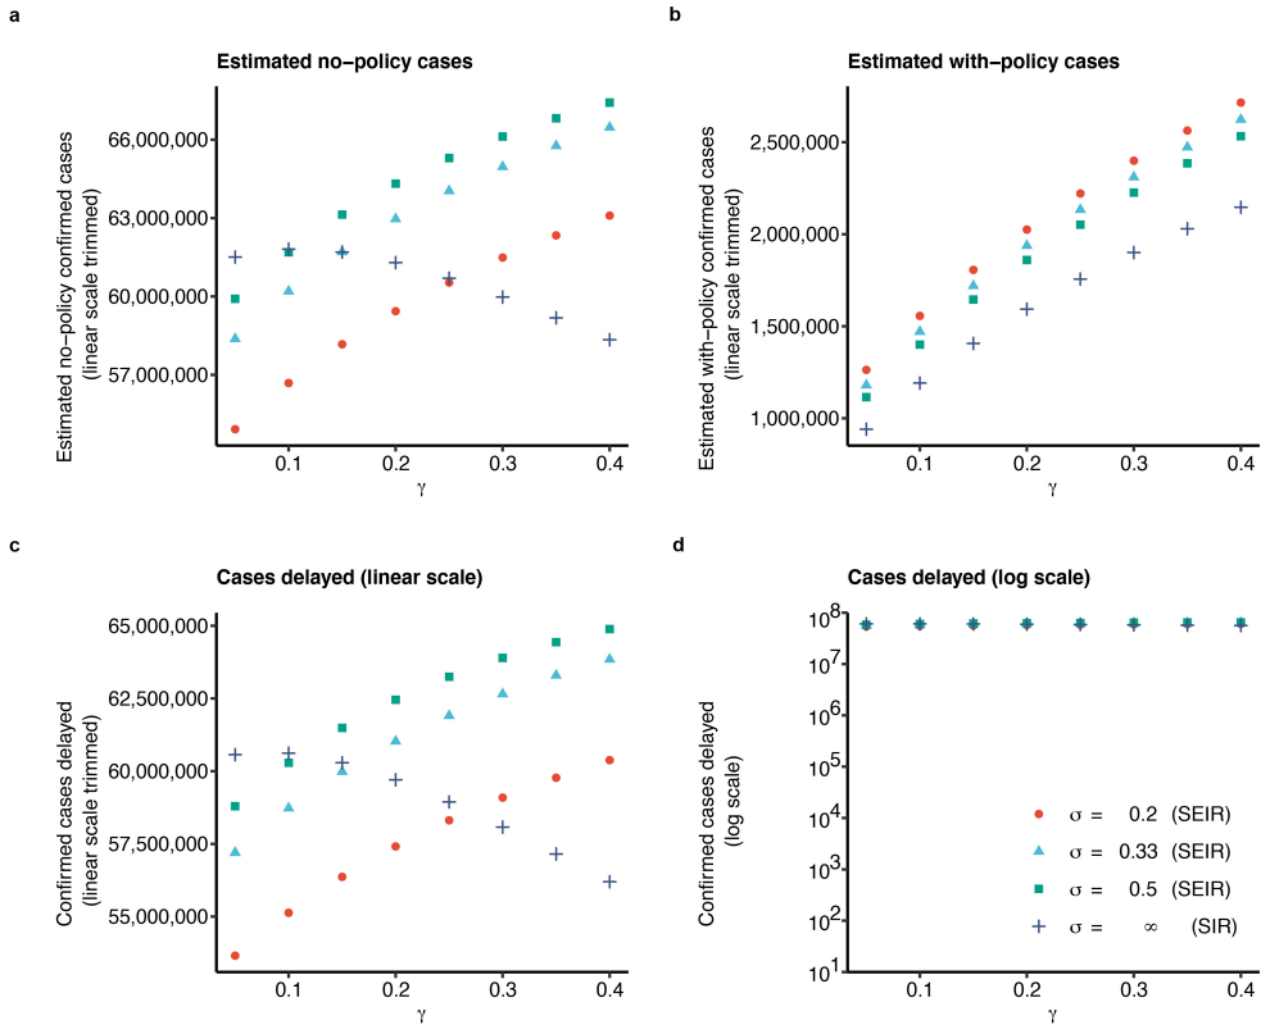 a
Estimated no−policy cases
Estimated no−policy confirmed cases
(linear scale trimmed)
66,000,000
63,000,000
60,000,000
57,000,000
0.1 0.2 0.3 0.4
γ
b
Estimated with−policy cases
Estimated with−policy confirmed cases
(linear scale trimmed)
2,500,000
2,000,000
1,500,000
1,000,000
0.1 0.2 0.3 0.4
γ
c
Cases delayed (linear scale)
Confirmed cases delayed
(linear scale trimmed)
65,000,000
62,500,000
60,000,000
57,500,000
55,000,000
0.1 0.2 0.3 0.4
γ
d
Cases delayed (log scale)
Confirmed cases delayed
(log scale)
10^8
10^7
10^6
10^5
10^4
10^3
10^2
10^1
σ = 0.2 (SEIR)
σ = 0.33 (SEIR)
σ = 0.5 (SEIR)
σ = ∞ (SIR)
0.1 0.2 0.3 0.4
γ